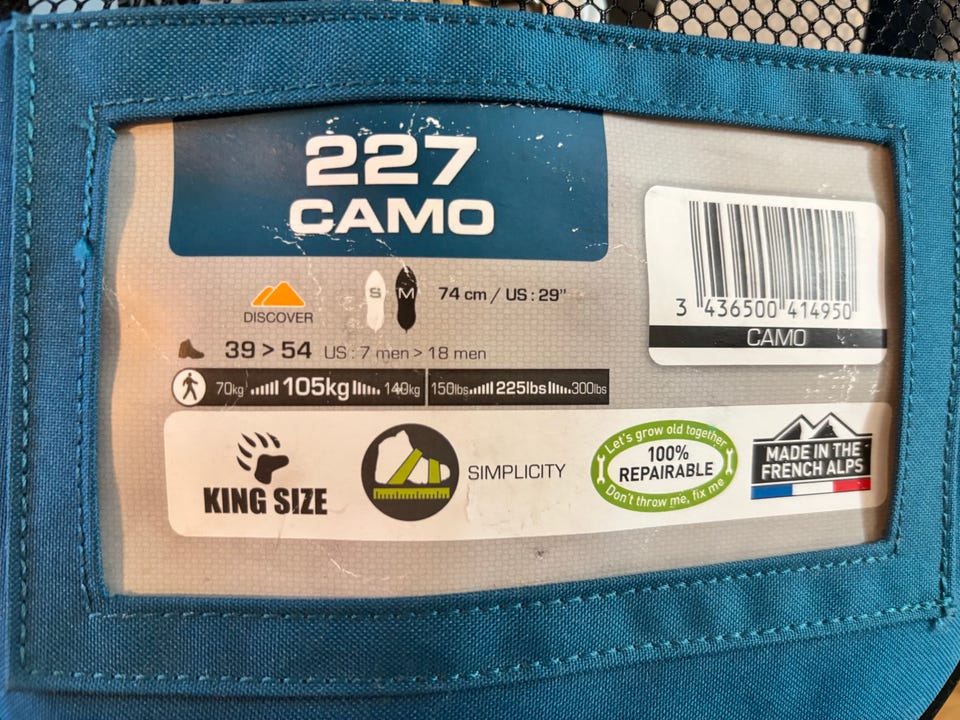 227
CAMO
S M 74 cm / US : 29"
DISCOVER
39 > 54 US : 7 men > 18 men
70kg 105kg 140kg 150lbs 225lbs 300lbs
3 436500 414950
CAMO
KING SIZE
SIMPLICITY
Let's grow old together
100%
REPAIRABLE
Don't throw me, fix me
MADE IN THE
FRENCH ALPS